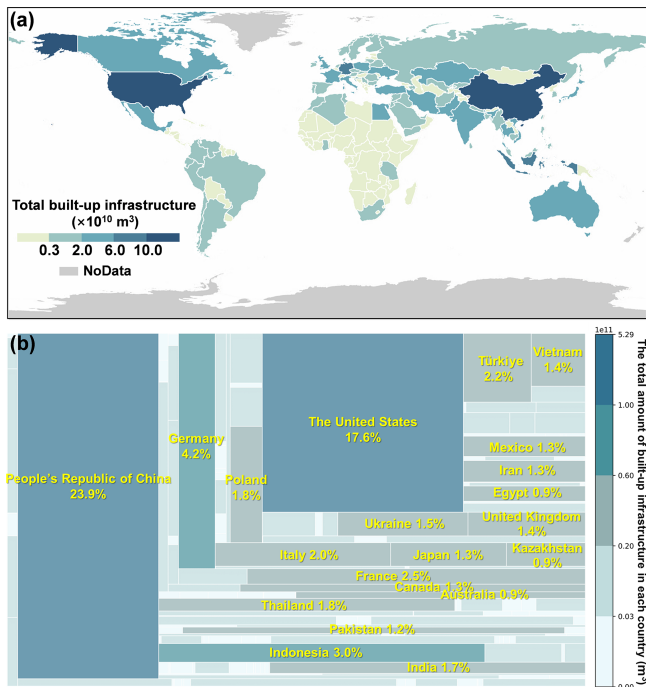 (a)
Total built-up infrastructure
(×10¹⁰ m³)
0.3 2.0 6.0 10.0
NoData
(b)
1e11
5.29
1.00
0.60
0.20
0.03
0.00
The total amount of built-up infrastructure in each country (m³)
People's Republic of China
23.9%
Germany
4.2%
Poland
1.8%
The United States
17.6%
Türkiye
2.2%
Vietnam
1.4%
Mexico 1.3%
Iran 1.3%
Egypt 0.9%
Ukraine 1.5%
United Kingdom
1.4%
Italy 2.0%
Japan 1.3%
Kazakhstan
0.9%
France 2.5%
Canada 1.3%
Australia 0.9%
Thailand 1.8%
Pakistan 1.2%
Indonesia 3.0%
India 1.7%